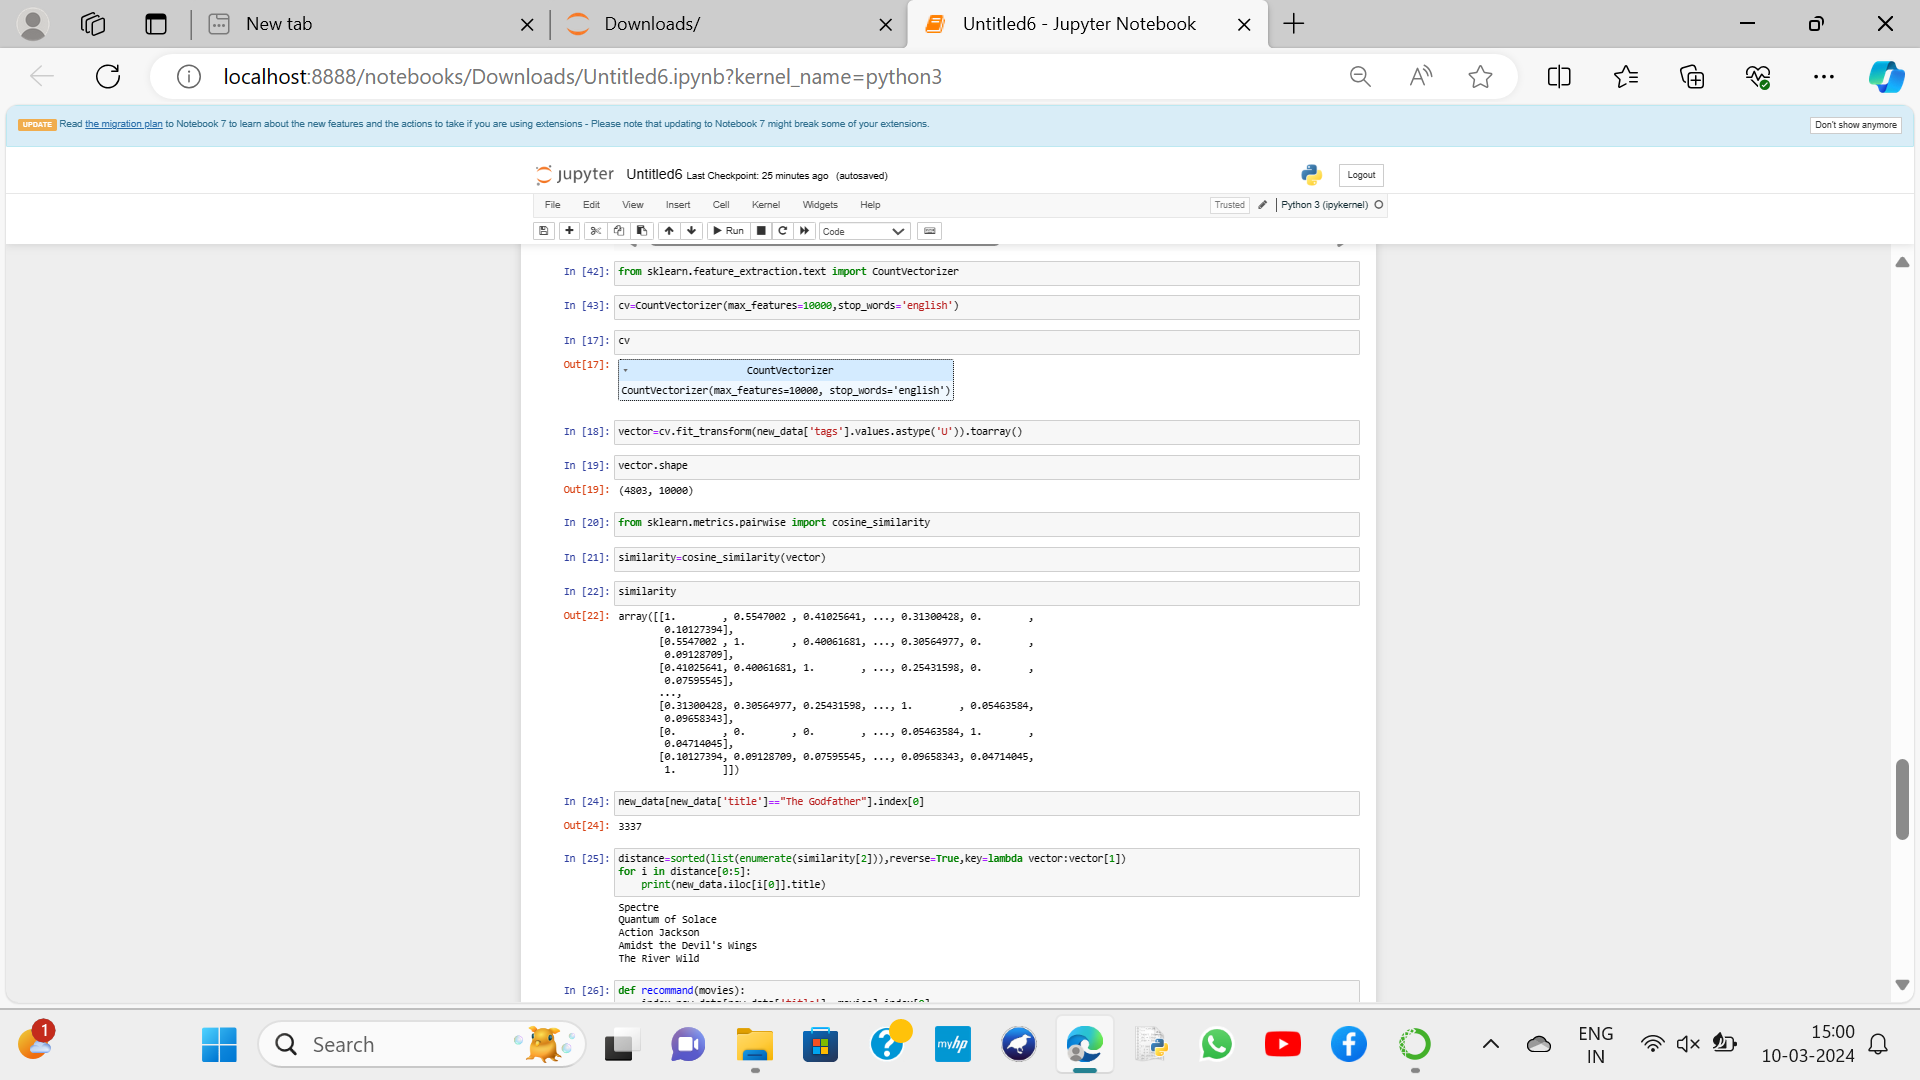 New tab
Downloads/
Untitled6 - Jupyter Notebook
localhost:8888/notebooks/Downloads/Untitled6.ipynb?kernel_name=python3
UPDATE Read the migration plan to Notebook 7 to learn about the new features and the actions to take if you are using extensions - Please note that updating to Notebook 7 might break some of your extensions.
Don't show anymore
jupyter Untitled6 Last Checkpoint: 25 minutes ago (autosaved)
Logout
File Edit View Insert Cell Kernel Widgets Help
Trusted Python 3 (ipykernel)
Run Code
In [42]: from sklearn.feature_extraction.text import CountVectorizer
In [43]: cv=CountVectorizer(max_features=10000,stop_words='english')
In [17]: cv
Out[17]: CountVectorizer
CountVectorizer(max_features=10000, stop_words='english')
In [18]: vector=cv.fit_transform(new_data['tags'].values.astype('U')).toarray()
In [19]: vector.shape
Out[19]: (4803, 10000)
In [20]: from sklearn.metrics.pairwise import cosine_similarity
In [21]: similarity=cosine_similarity(vector)
In [22]: similarity
Out[22]: array([[1. , 0.5547002 , 0.41025641, ..., 0.31300428, 0. ,
0.10127394],
[0.5547002 , 1. , 0.40061681, ..., 0.30564977, 0. ,
0.09128709],
[0.41025641, 0.40061681, 1. , ..., 0.25431598, 0. ,
0.07595545],
...,
[0.31300428, 0.30564977, 0.25431598, ..., 1. , 0.05463584,
0.09658343],
[0. , 0. , 0. , ..., 0.05463584, 1. ,
0.04714045],
[0.10127394, 0.09128709, 0.07595545, ..., 0.09658343, 0.04714045,
1. ]])
In [24]: new_data[new_data['title']=="The Godfather"].index[0]
Out[24]: 3337
In [25]: distance=sorted(list(enumerate(similarity[2])),reverse=True,key=lambda vector:vector[1])
for i in distance[0:5]:
print(new_data.iloc[i[0]].title)
Spectre
Quantum of Solace
Action Jackson
Amidst the Devil's Wings
The River Wild
In [26]: def recommand(movies):
1
Search
myhp
ENG
IN
15:00
10-03-2024